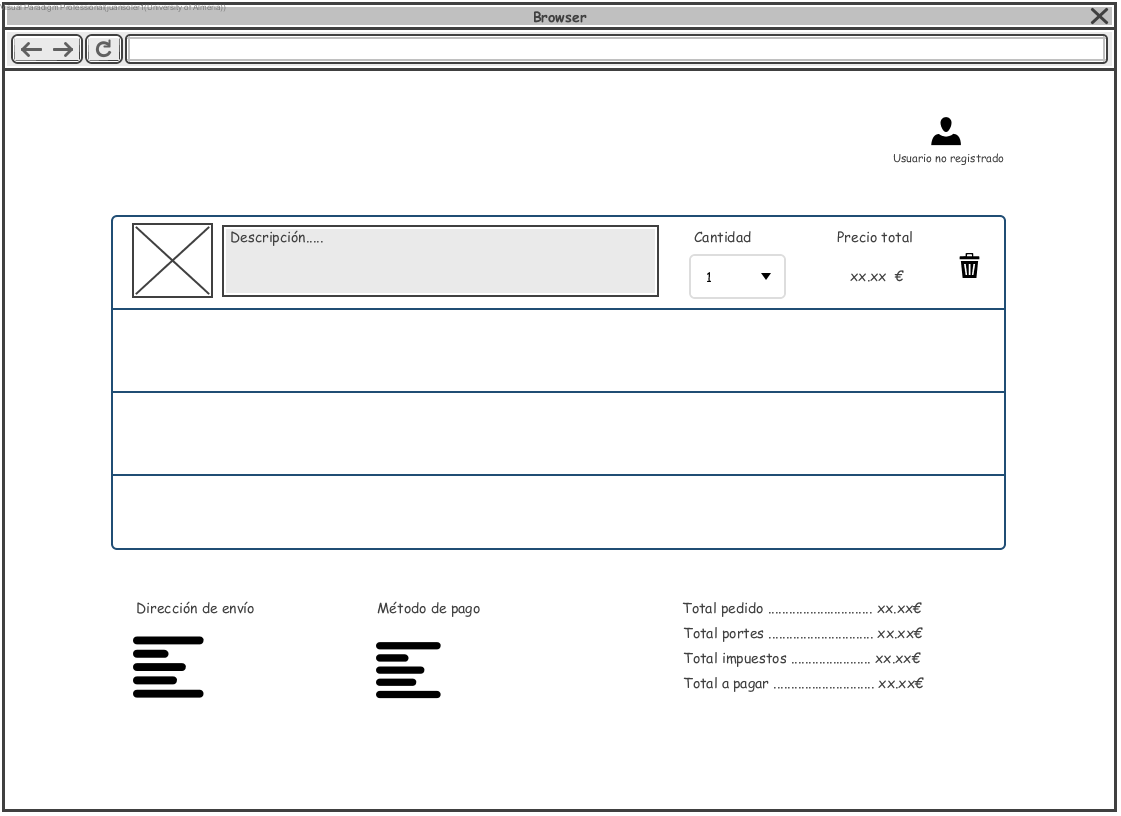 Visual Paradigm Professional(juansoler1(University of Almeria))
Browser
Usuario no registrado
Descripción.....
Cantidad
Precio total
1
xx.xx €
Dirección de envío
Método de pago
Total pedido .............................. xx.xx€
Total portes .............................. xx.xx€
Total impuestos ....................... xx.xx€
Total a pagar ............................. xx.xx€